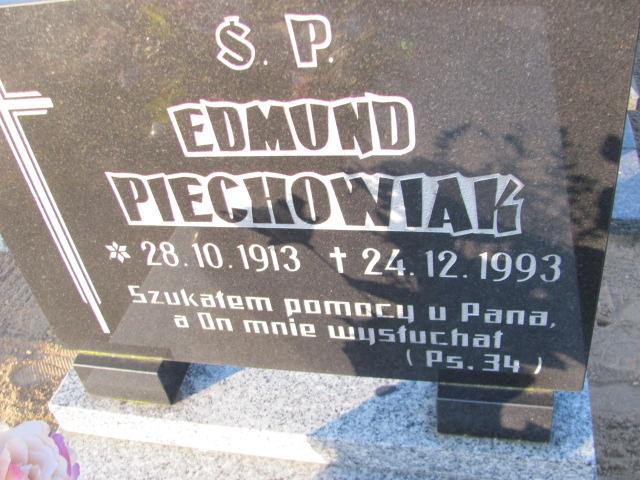 Ś. P.
EDMUND
PIECHOWIAK
* 28.10.1913 † 24.12.1993
Szukałem pomocy u Pana,
a On mnie wysłuchał
( Ps. 34 )